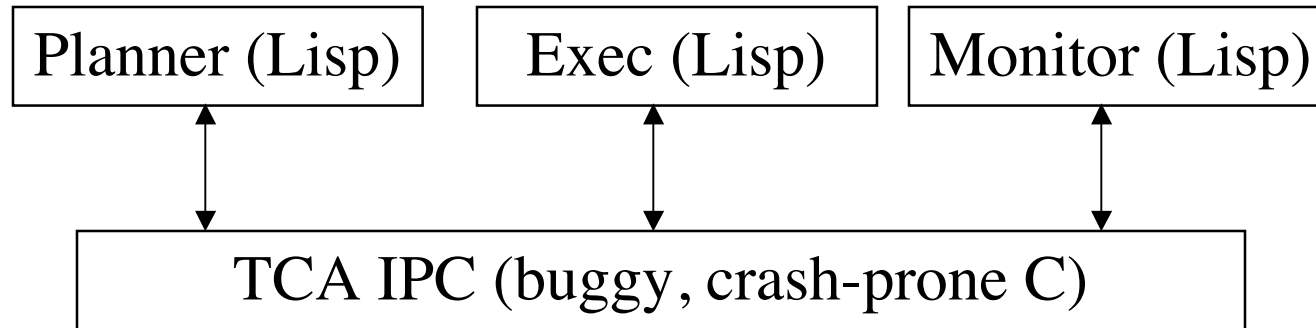 Planner (Lisp) Exec (Lisp) Monitor (Lisp)
TCA IPC (buggy, crash-prone C)